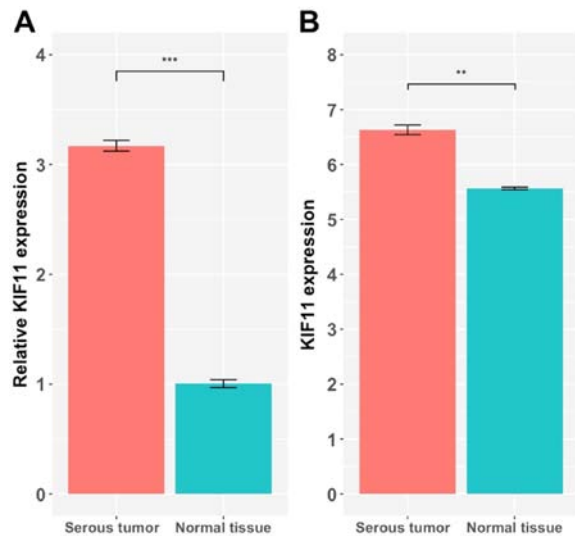 A
Relative KIF11 expression
4
3
2
1
0
***
Serous tumor
Normal tissue
B
KIF11 expression
8
7
6
5
4
3
2
1
0
**
Serous tumor
Normal tissue